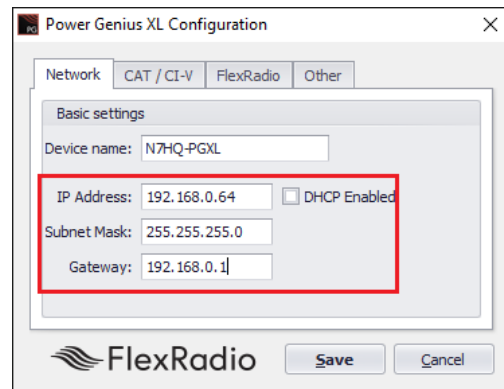 PG
Power Genius XL Configuration
Network CAT / CI-V FlexRadio Other
Basic settings
Device name: N7HQ-PGXL
IP Address: 192.168.0.64 DHCP Enabled
Subnet Mask: 255.255.255.0
Gateway: 192.168.0.1
FlexRadio Save Cancel